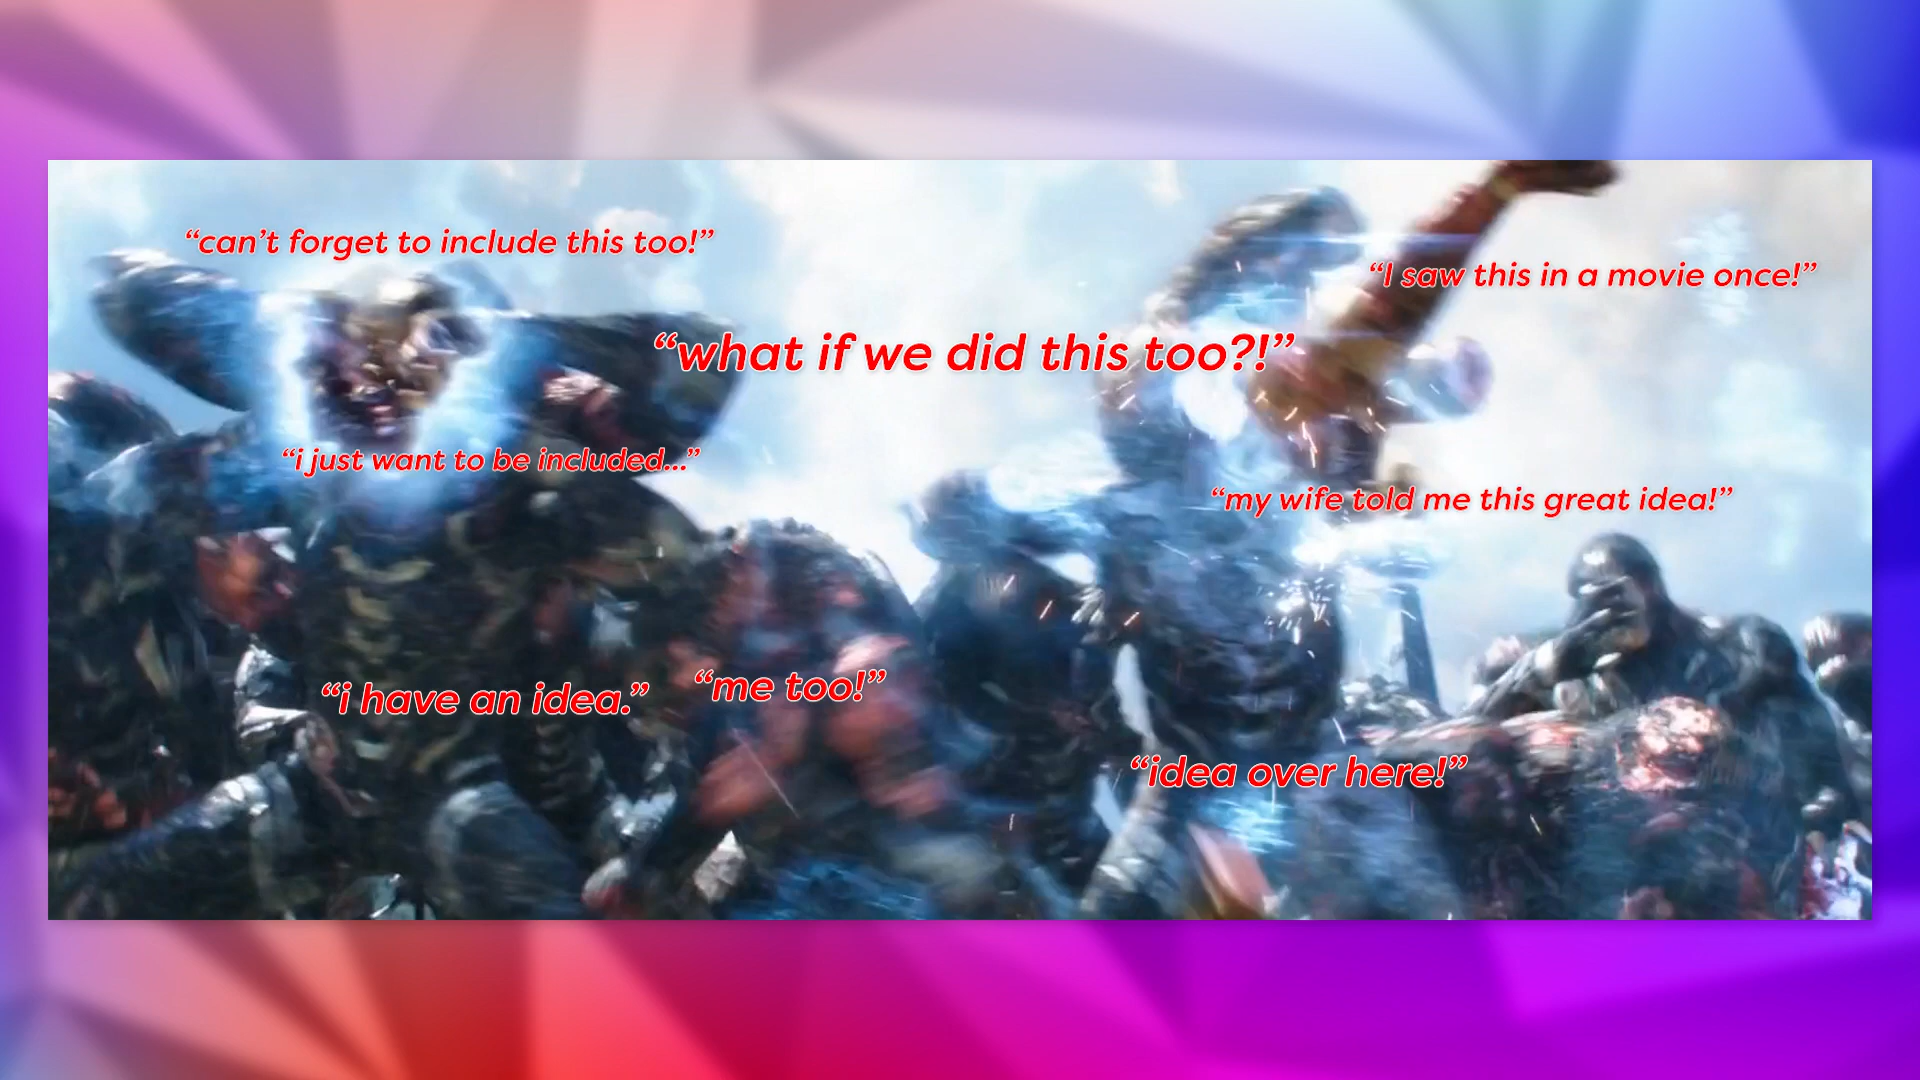 “can’t forget to include this too!”
“I saw this in a movie once!”
“what if we did this too?!”
“i just want to be included...”
“my wife told me this great idea!”
“i have an idea.”
“me too!”
“idea over here!”